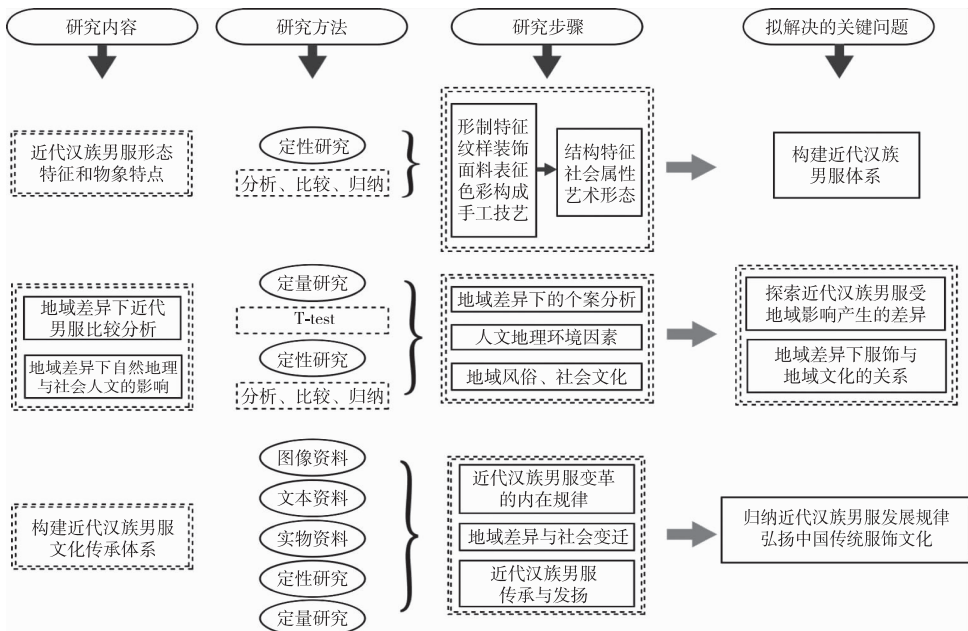 研究内容
研究方法
研究步骤
拟解决的关键问题
近代汉族男服形态
特征和物象特点
定性研究
分析、比较、归纳
形制特征
纹样装饰
面料表征
色彩构成
手工技艺
结构特征
社会属性
艺术形态
构建近代汉族
男服体系
地域差异下近代
男服比较分析
地域差异下自然地理
与社会人文的影响
定量研究
T-test
定性研究
分析、比较、归纳
地域差异下的个案分析
人文地理环境因素
地域风俗、社会文化
探索近代汉族男服受
地域影响产生的差异
地域差异下服饰与
地域文化的关系
构建近代汉族男服
文化传承体系
图像资料
文本资料
实物资料
定性研究
定量研究
近代汉族男服变革
的内在规律
地域差异与社会变迁
近代汉族男服
传承与发扬
归纳近代汉族男服发展规律
弘扬中国传统服饰文化